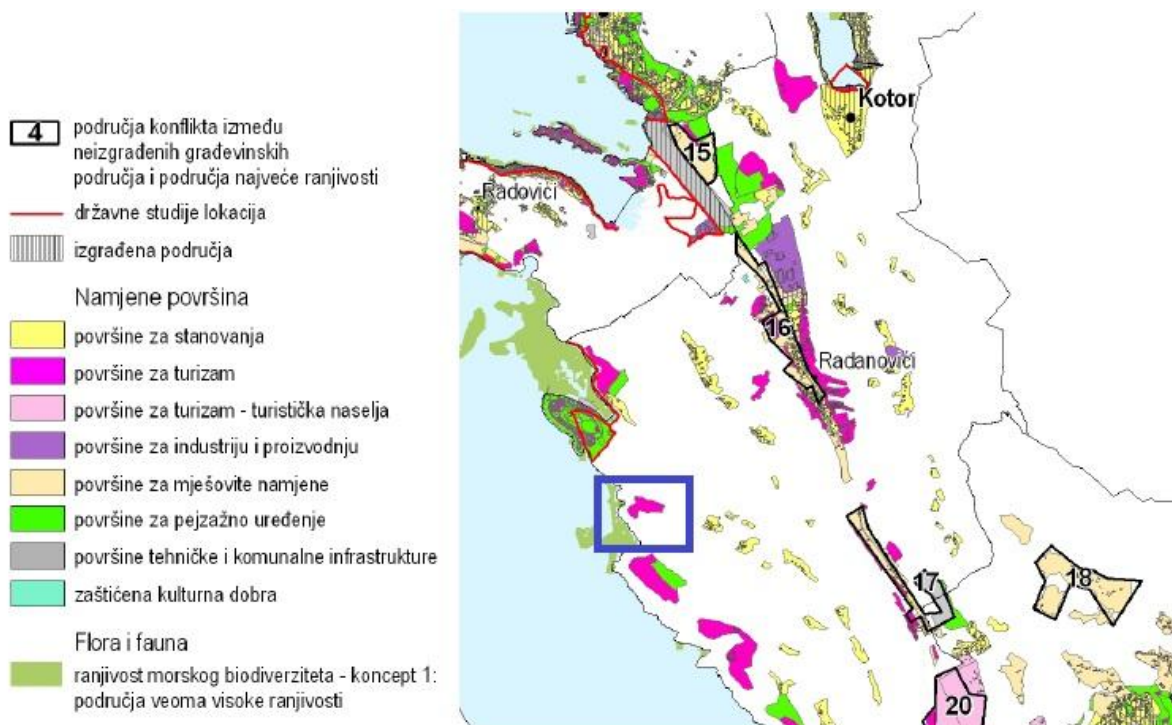 4 područja konflikta između
neizgrađenih građevinskih
područja i područja najveće ranjivosti
državne studije lokacija
izgrađena područja
Namjene površina
površine za stanovanja
površine za turizam
površine za turizam - turistička naselja
površine za industriju i proizvodnju
površine za mješovite namjene
površine za pejzažno uređenje
površine tehničke i komunalne infrastrukture
zaštićena kulturna dobra
Flora i fauna
ranjivost morskog biodiverziteta - koncept 1:
područja veoma visoke ranjivosti
Kotor
15
Radovići
16
Radanovići
17
18
20